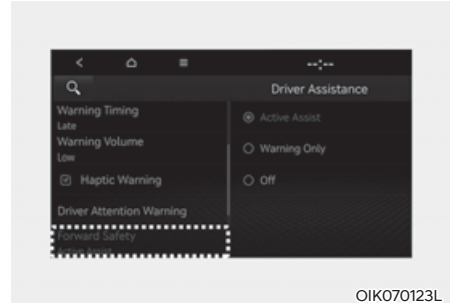 --:--
Driver Assistance
Warning Timing
Late
Warning Volume
Low
Haptic Warning
Driver Attention Warning
Forward Safety
Active Assist
Active Assist
Warning Only
Off
OIK070123L